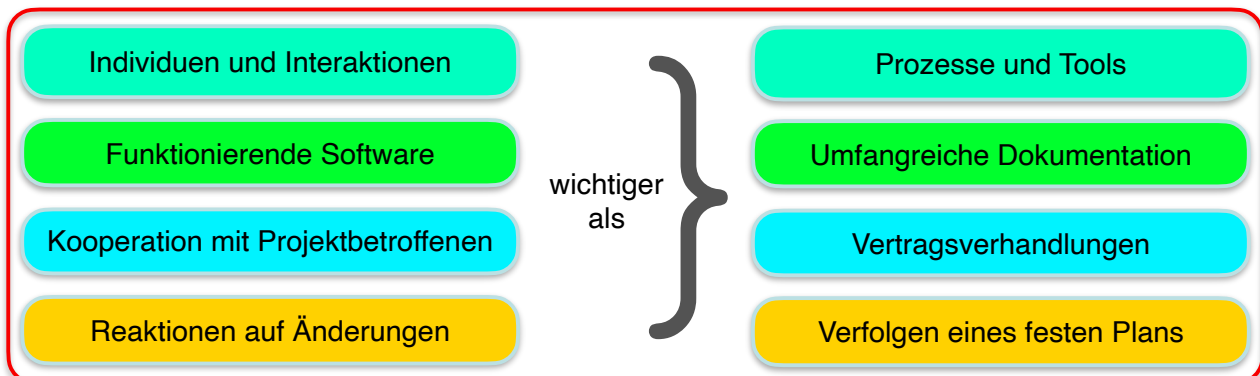 Individuen und Interaktionen
Prozesse und Tools
Funktionierende Software
Umfangreiche Dokumentation
wichtiger
als
Kooperation mit Projektbetroffenen
Vertragsverhandlungen
Reaktionen auf Änderungen
Verfolgen eines festen Plans